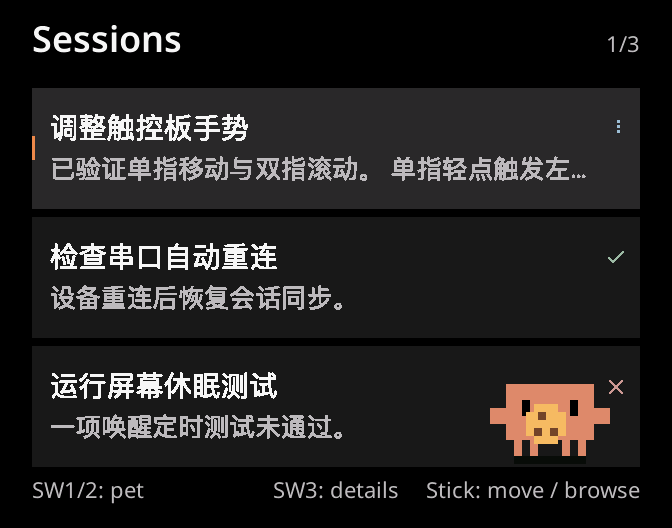 Sessions
1/3
调整触控板手势
已验证单指移动与双指滚动。 单指轻点触发左…
检查串口自动重连
设备重连后恢复会话同步。
运行屏幕休眠测试
一项唤醒定时测试未通过。
SW1/2: pet
SW3: details
Stick: move / browse